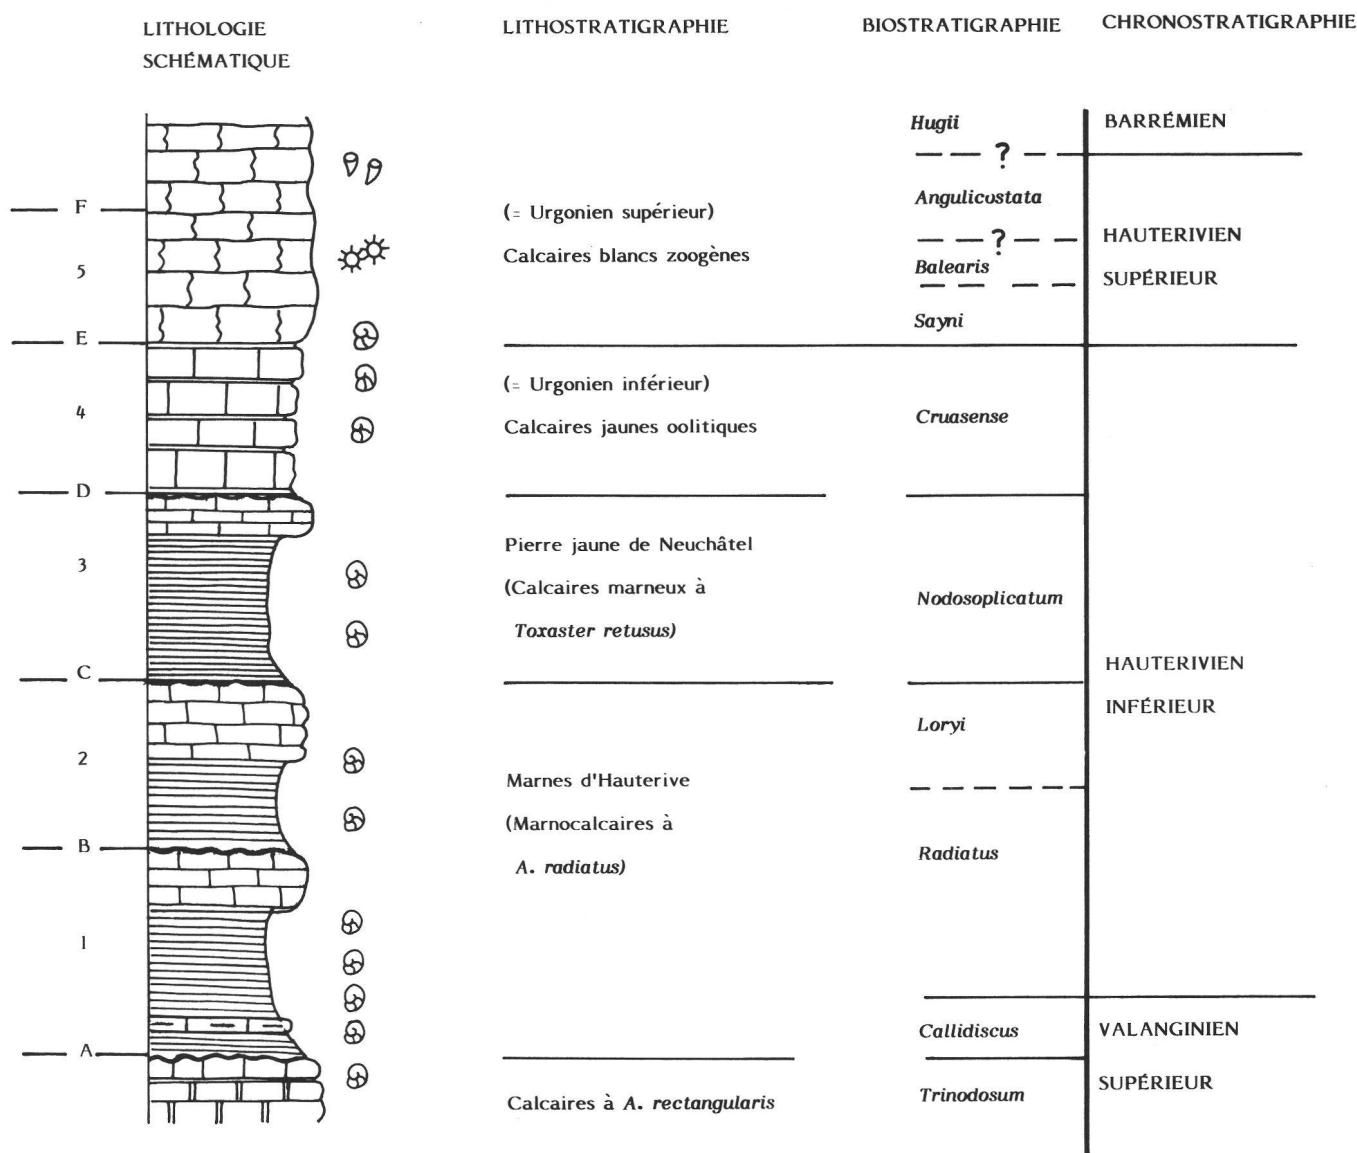 LITHOLOGIE
SCHÉMATIQUE
LITHOSTRATIGRAPHIE
BIOSTRATIGRAPHIE
CHRONOSTRATIGRAPHIE
F
5
E
4
D
3
C
2
B
1
A
(= Urgonien supérieur)
Calcaires blancs zoogènes
(= Urgonien inférieur)
Calcaires jaunes oolitiques
Pierre jaune de Neuchâtel
(Calcaires marneux à
Toxaster retusus)
Marnes d'Hauterive
(Marnocalcaires à
A. radiatus)
Calcaires à A. rectangularis
Hugii
?
Angulicostata
?
Balearis
Sayni
Cruasense
Nodosoplicatum
Loryi
Radiatus
Callidiscus
Trinodosum
BARRÉMIEN
HAUTERIVIEN
SUPÉRIEUR
HAUTERIVIEN
INFÉRIEUR
VALANGINIEN
SUPÉRIEUR